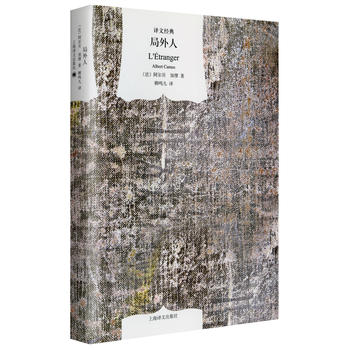 译文经典
局外人
L'Étranger
Albert Camus
〔法〕阿尔贝 加缪 著
柳鸣九 译
上海译文出版社